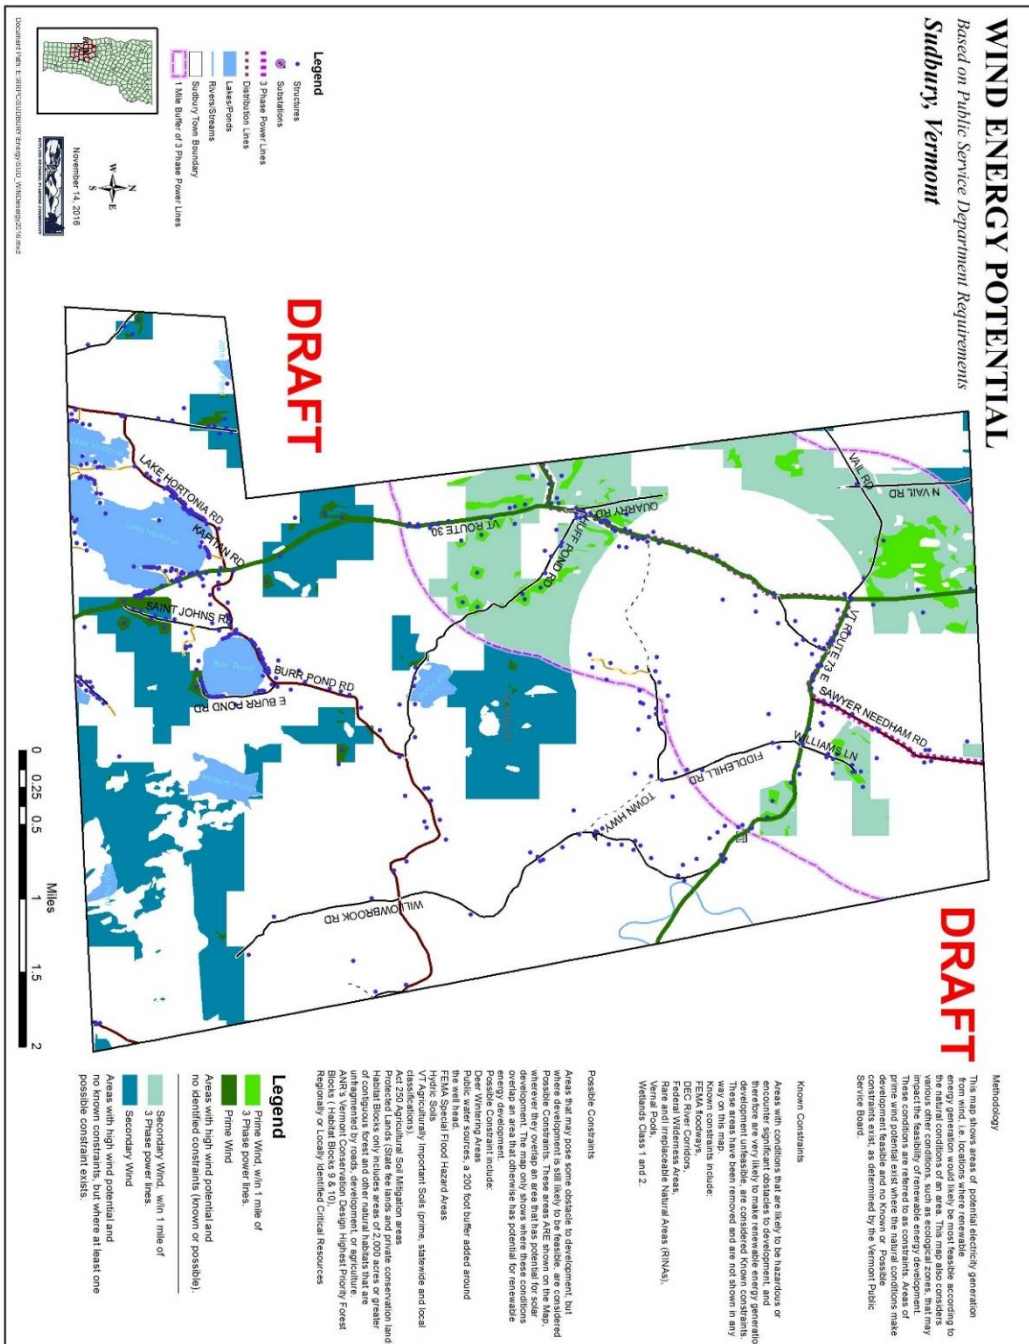 WIND ENERGY POTENTIAL
Based on Public Service Department Requirements
Sudbury, Vermont
Methodology
This map shows areas of potential electricity generation
from wind, i.e. locations where renewable
energy generation would likely be most feasible according to
the natural conditions of an area. This map also considers
various other conditions, such as ecological zones, that may
impact the feasibility of renewable energy development.
These conditions are referred to as constraints. Areas of
prime wind potential exist where the natural conditions make
development feasible and no Known or Possible
constraints exist, as determined by the Vermont Public
Service Board.
Known Constraints
Areas with conditions that are likely to be hazardous or
encounter significant obstacles to development, and
therefore are very likely to make renewable energy generatio
development unfeasible, are considered Known constraints.
These areas have been removed and are not shown in any
way on this map.
Known constraints include:
FEMA floodways,
DEC River Corridors,
Federal Wilderness Areas,
Rare and Irreplaceable Natural Areas (RINAs),
Vernal Pools,
Wetlands Class 1 and 2.
Possible Constraints
Areas that may pose some obstacle to development, but
where development is still likely to be feasible, are considered
Possible Constraints. These areas ARE shown on the Map,
wherever they overlap an area that has potential for solar
development. The map only shows where these conditions
overlap an area that otherwise has potential for renewable
energy development.
Possible Constraint include:
Deer Wintering Areas
Public water sources, a 200 foot buffer added around
the well head.
FEMA Special Flood Hazard Areas
Hydric Soils
VT Agriculturally Important Soils (prime, statewide and local
classifications).
Act 250 Agricultural Soil Mitigation areas
Protected Lands (State fee lands and private conservation land
Habitat Blocks only includes areas of 2,000 acres or greater
of contiguous forest and other natural habitats that are
unfragmented by roads, development, or agriculture.
ANR's Vermont Conservation Design Highest Priority Forest
Blocks ( Habitat Blocks 9 & 10).
Regionally or Locally Identified Critical Resources
DRAFT
DRAFT
N VAIL RD
VAIL RD
VT ROUTE 73 E
SAWYER NEEDHAM RD
WILLIAMS LN
FIDDLEHILL RD
TOWN HWY
QUARRY RD
HUFF POND RD
VT ROUTE 30
WILLOWBROOK RD
BURR POND RD
E BURR POND RD
Burr Pond
SAINT JOHNS RD
KAPITAN RD
LAKE HORTONIA RD
Legend
Structures
Substations
3 Phase Power Lines
Distribution Lines
Lakes/Ponds
Rivers/Streams
Sudbury Town Boundary
1 Mile Buffer of 3 Phase Power Lines
N
W E
S
November 14, 2016
0 0.25 0.5 1 1.5 2
Miles
Legend
Prime Wind, w/in 1 mile of
3 Phase power lines.
Prime Wind
Areas with high wind potential and
no identified constraints (known or possible).
Secondary Wind, w/in 1 mile of
3 Phase power lines.
Secondary Wind
Areas with high wind potential and
no known constraints, but where at least one
possible constraint exists.